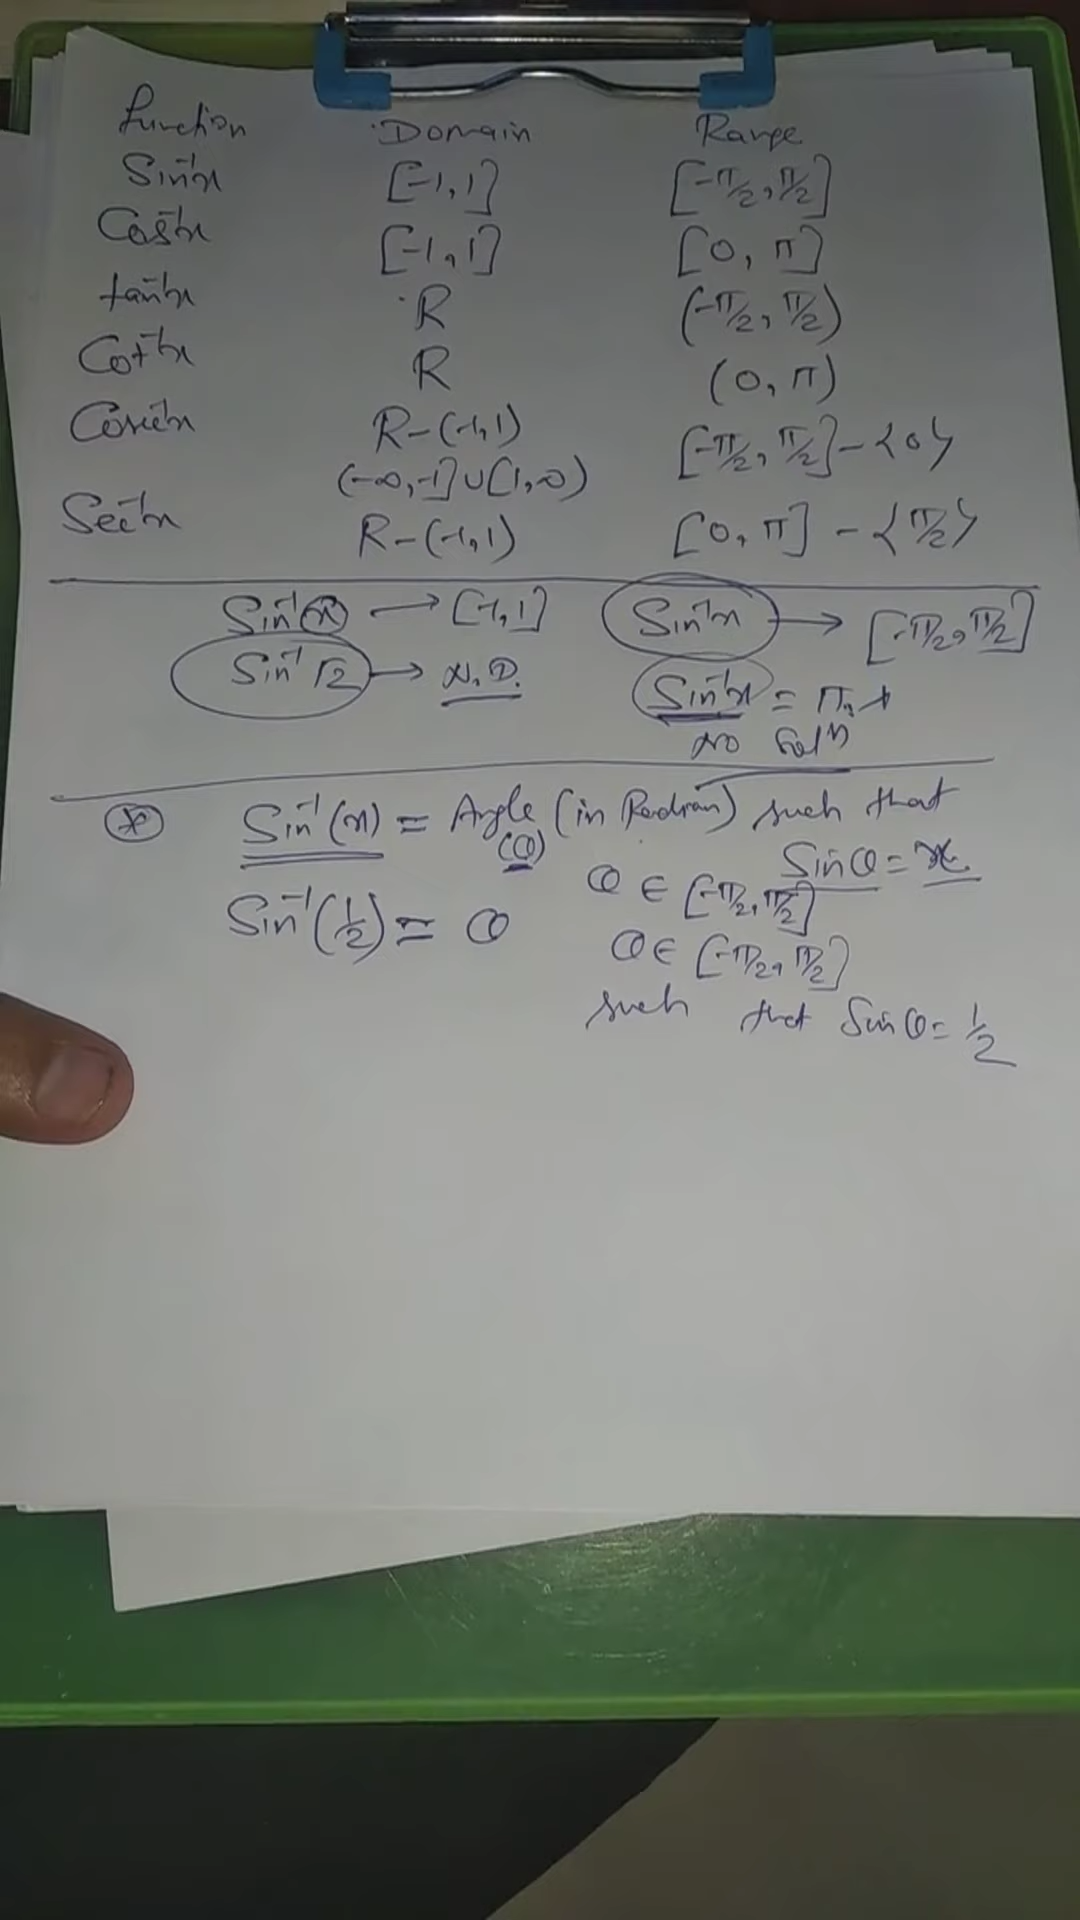 Function Domain Range
Sin⁻¹x [-1,1] [-π/2, π/2]
Cos⁻¹x [-1,1] [0, π]
tan⁻¹x R (-π/2, π/2)
Cot⁻¹x R (0, π)
Cosec⁻¹x R-(-1,1) [-π/2, π/2]-{0}
(-∞,-1]∪[1,∞)
Sec⁻¹x R-(-1,1) [0, π] - {π/2}
Sin⁻¹(x) → [-1,1] Sin⁻¹x → [-π/2, π/2]
Sin⁻¹√2 → N.D. Sin⁻¹x = π
No Solⁿ
Sin⁻¹(x) = Angle (in Radian) such that
(θ) Sinθ = x
θ ∈ [-π/2, π/2]
Sin⁻¹(1/2) = θ θ ∈ [-π/2, π/2]
such that Sinθ = 1/2